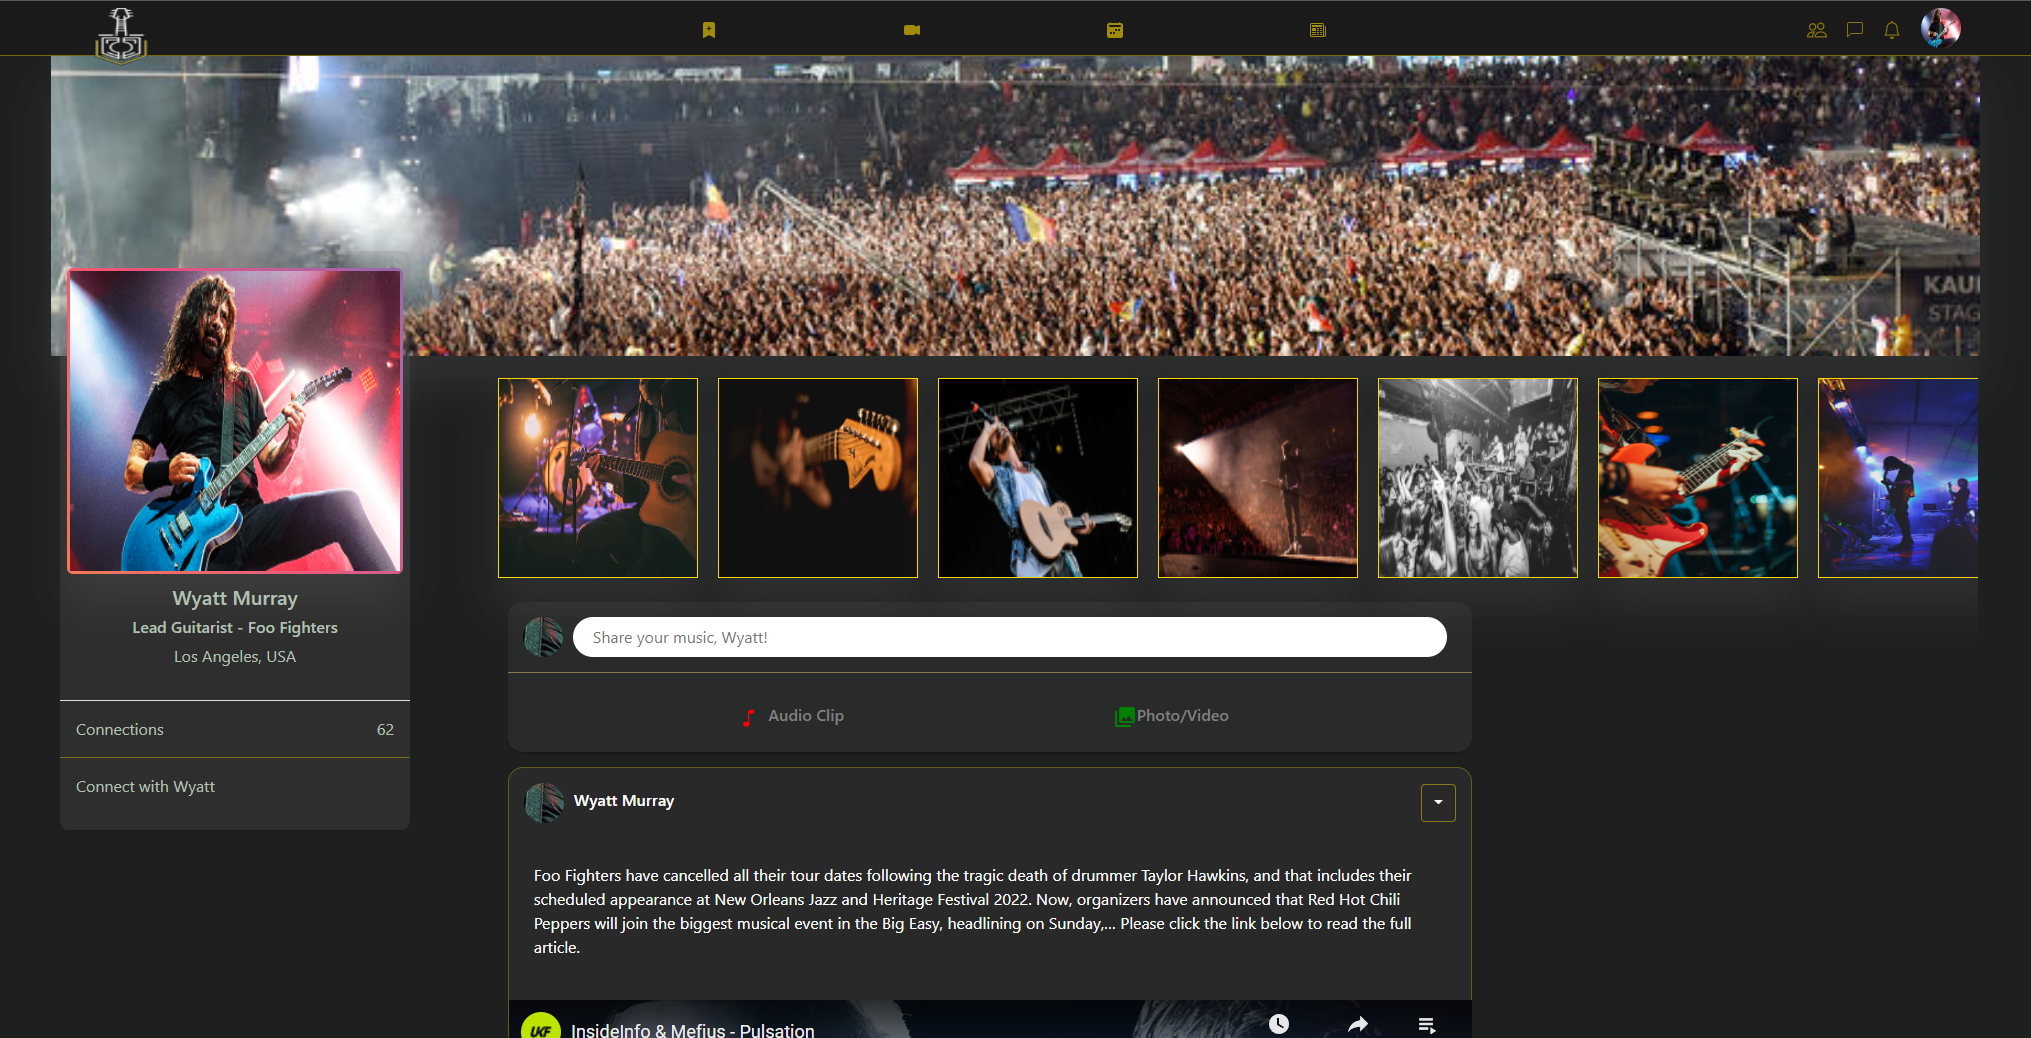 KAUF
STAG
Wyatt Murray
Lead Guitarist - Foo Fighters
Los Angeles, USA
Connections 62
Connect with Wyatt
Share your music, Wyatt!
Audio Clip
Photo/Video
Wyatt Murray
Foo Fighters have cancelled all their tour dates following the tragic death of drummer Taylor Hawkins, and that includes their
scheduled appearance at New Orleans Jazz and Heritage Festival 2022. Now, organizers have announced that Red Hot Chili
Peppers will join the biggest musical event in the Big Easy, headlining on Sunday,... Please click the link below to read the full
article.
UKF
InsideInfo & Mefjus - Pulsation